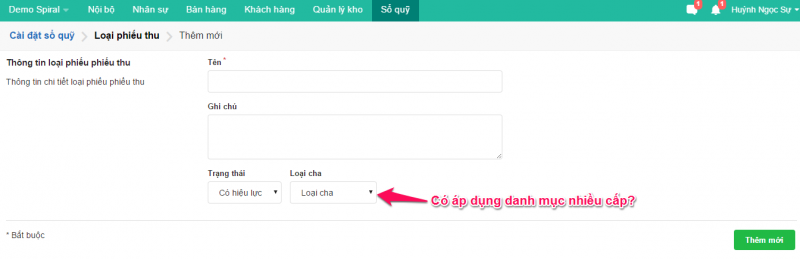 Demo Spiral Nội bộ Nhân sự Bán hàng Khách hàng Quản lý kho Sổ quỹ 1 1 Huỳnh Ngọc Sự
Cài đặt sổ quỹ Loại phiếu thu Thêm mới
Thông tin loại phiếu phiếu thu
Thông tin chi tiết loại phiếu phiếu thu
Tên *
Ghi chú
Trạng thái Loại cha
Có hiệu lực Loại cha
Có áp dụng danh mục nhiều cấp?
* Bắt buộc
Thêm mới